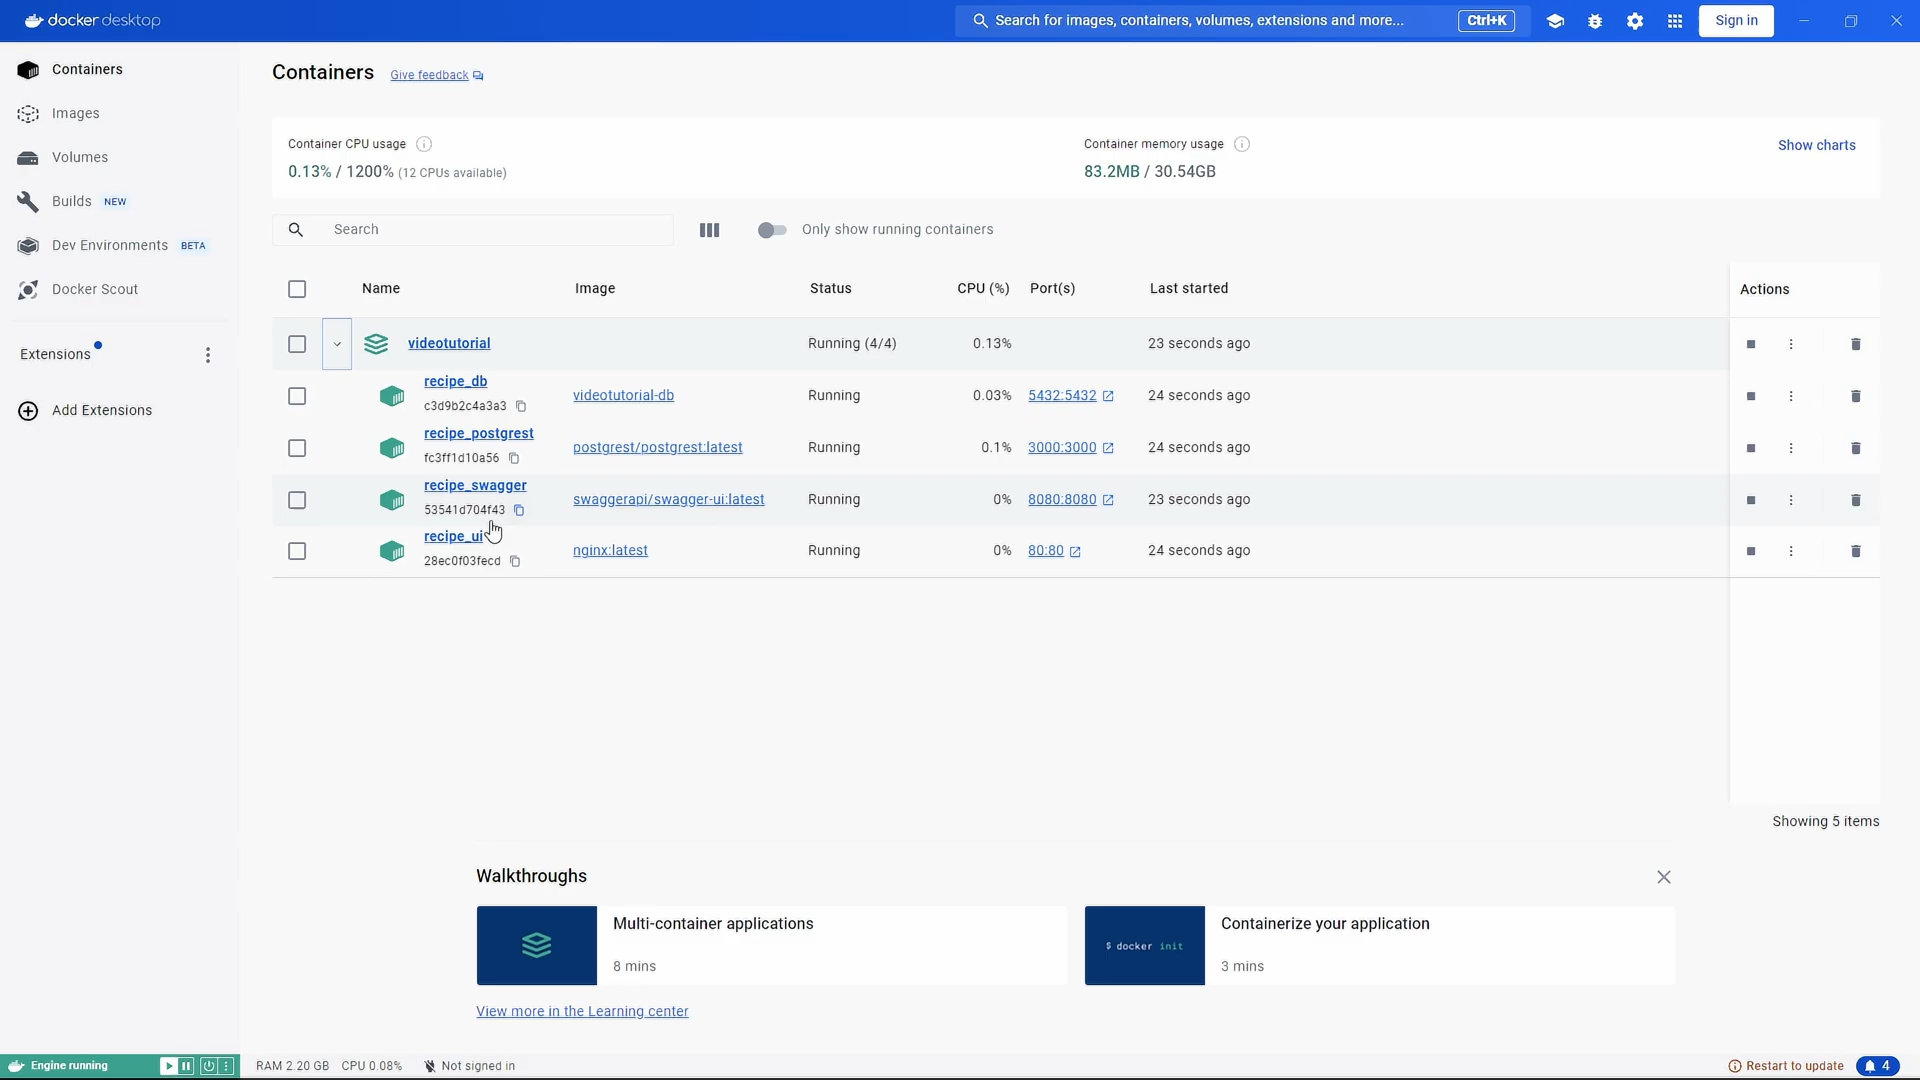 docker desktop
Search for images, containers, volumes, extensions and more... Ctrl+K
Sign in
Containers
Images
Volumes
Builds NEW
Dev Environments BETA
Docker Scout
Extensions
Add Extensions
Containers Give feedback
Container CPU usage
0.13% / 1200% (12 CPUs available)
Container memory usage
83.2MB / 30.54GB
Show charts
Search
Only show running containers
Name Image Status CPU (%) Port(s) Last started Actions
videotutorial Running (4/4) 0.13% 23 seconds ago
recipe_db
c3d9b2c4a3a3
videotutorial-db Running 0.03% 5432:5432 24 seconds ago
recipe_postgrest
fc3ff1d10a56
postgrest/postgrest:latest Running 0.1% 3000:3000 24 seconds ago
recipe_swagger
53541d704f43
swaggerapi/swagger-ui:latest Running 0% 8080:8080 23 seconds ago
recipe_ui
28ec0f03fecd
nginx:latest Running 0% 80:80 24 seconds ago
Showing 5 items
Walkthroughs
Multi-container applications
8 mins
$ docker init
Containerize your application
3 mins
View more in the Learning center
Engine running
RAM 2.20 GB CPU 0.08% Not signed in
Restart to update 4